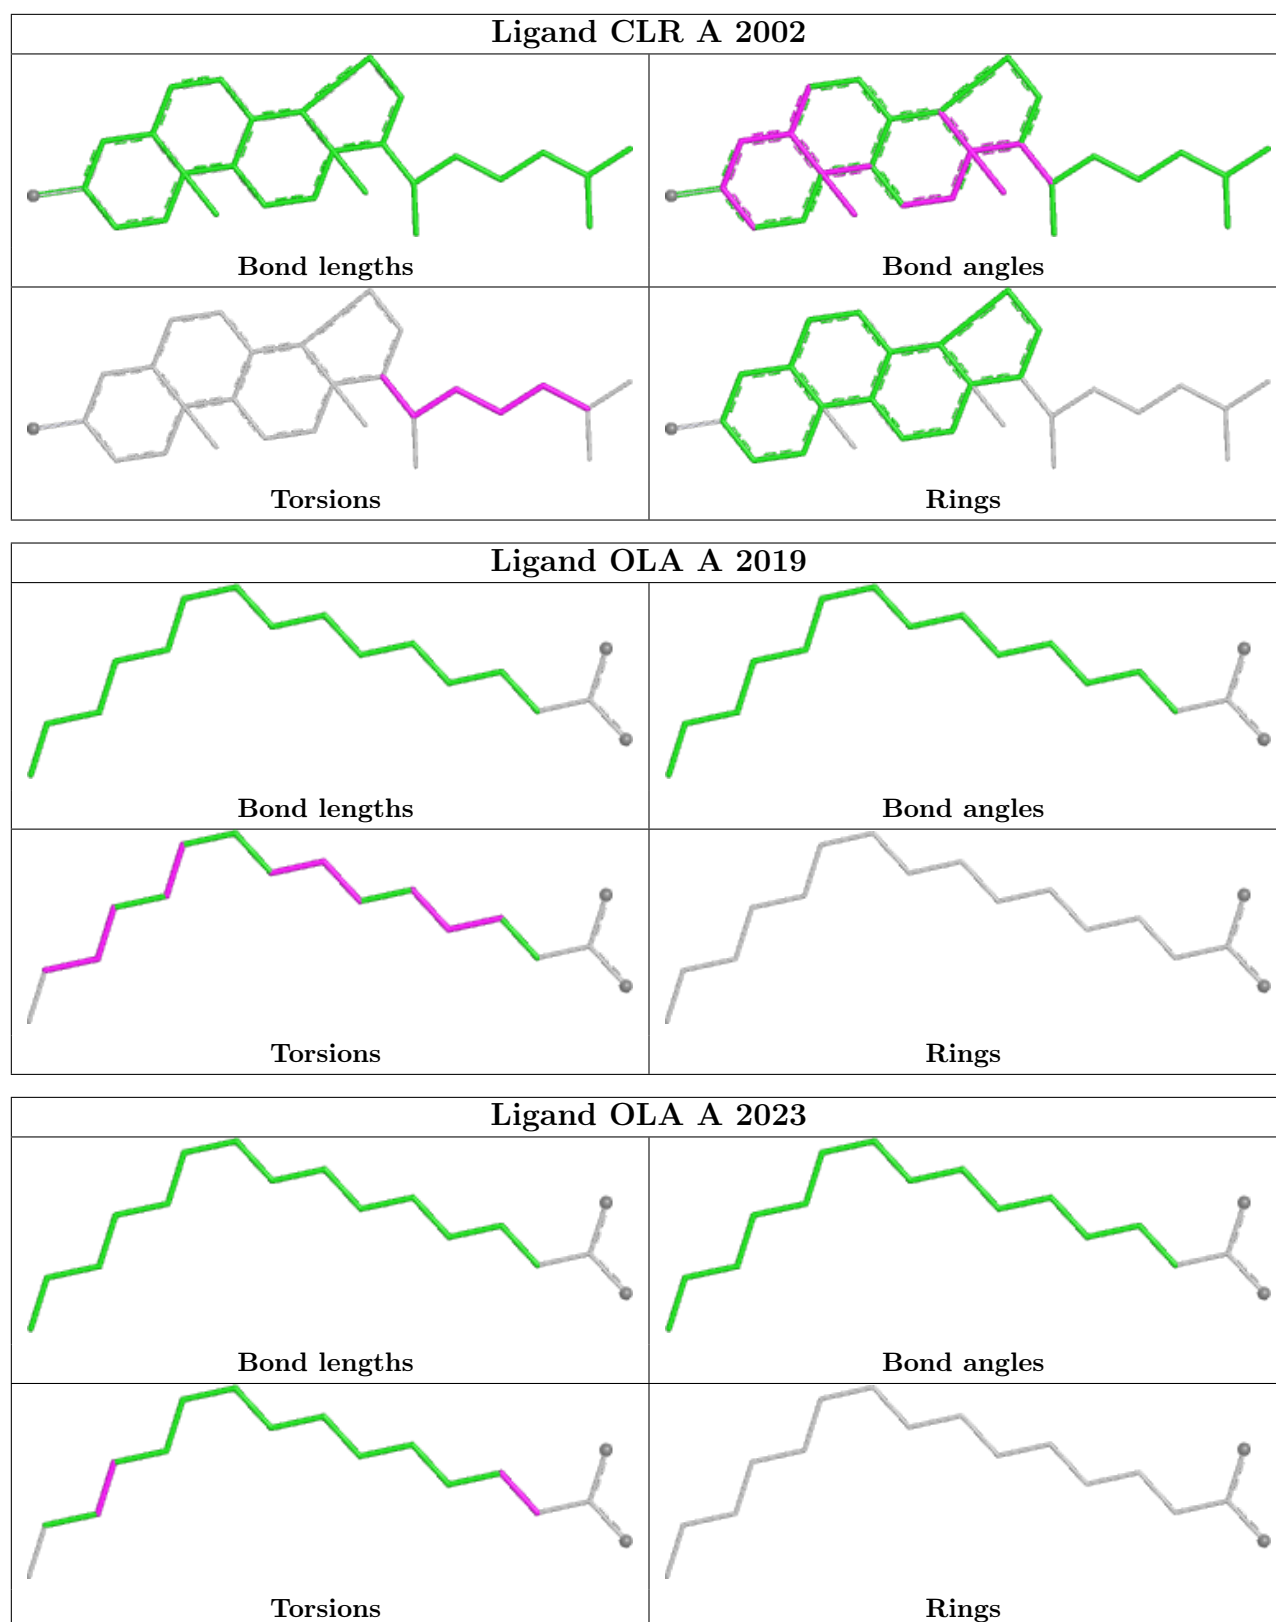 Ligand CLR A 2002
Bond lengths
Bond angles
Torsions
Rings
Ligand OLA A 2019
Bond lengths
Bond angles
Torsions
Rings
Ligand OLA A 2023
Bond lengths
Bond angles
Torsions
Rings